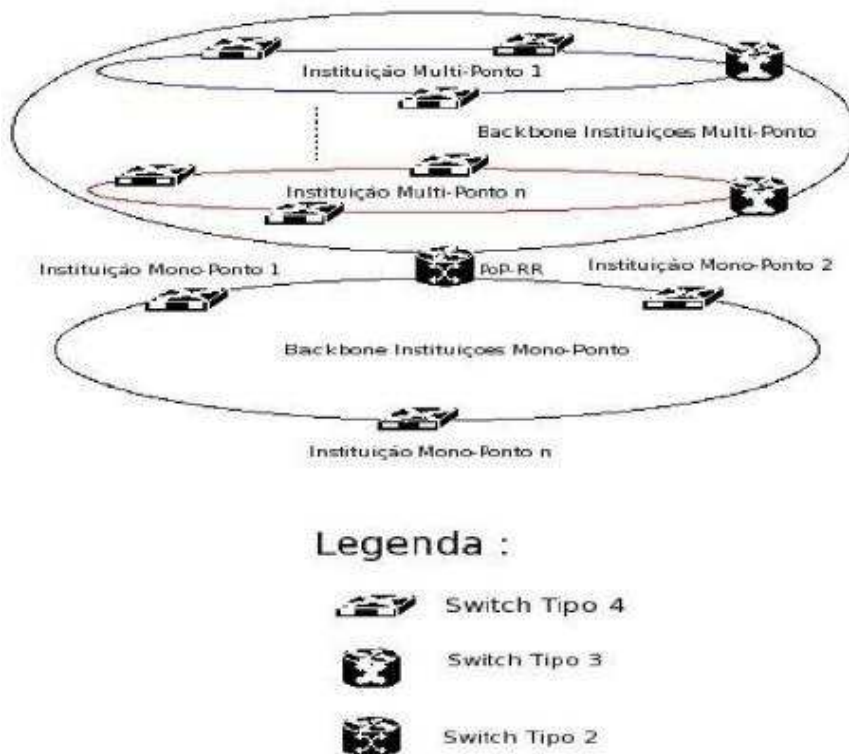 Instituição Multi-Ponto 1
Backbone Instituiçoes Multi-Ponto
Instituição Multi-Ponto n
Instituição Mono-Ponto 1
PoP-RR
Instituição Mono-Ponto 2
Backbone Instituiçoes Mono-Ponto
Instituição Mono-Ponto n
Legenda :
Switch Tipo 4
Switch Tipo 3
Switch Tipo 2